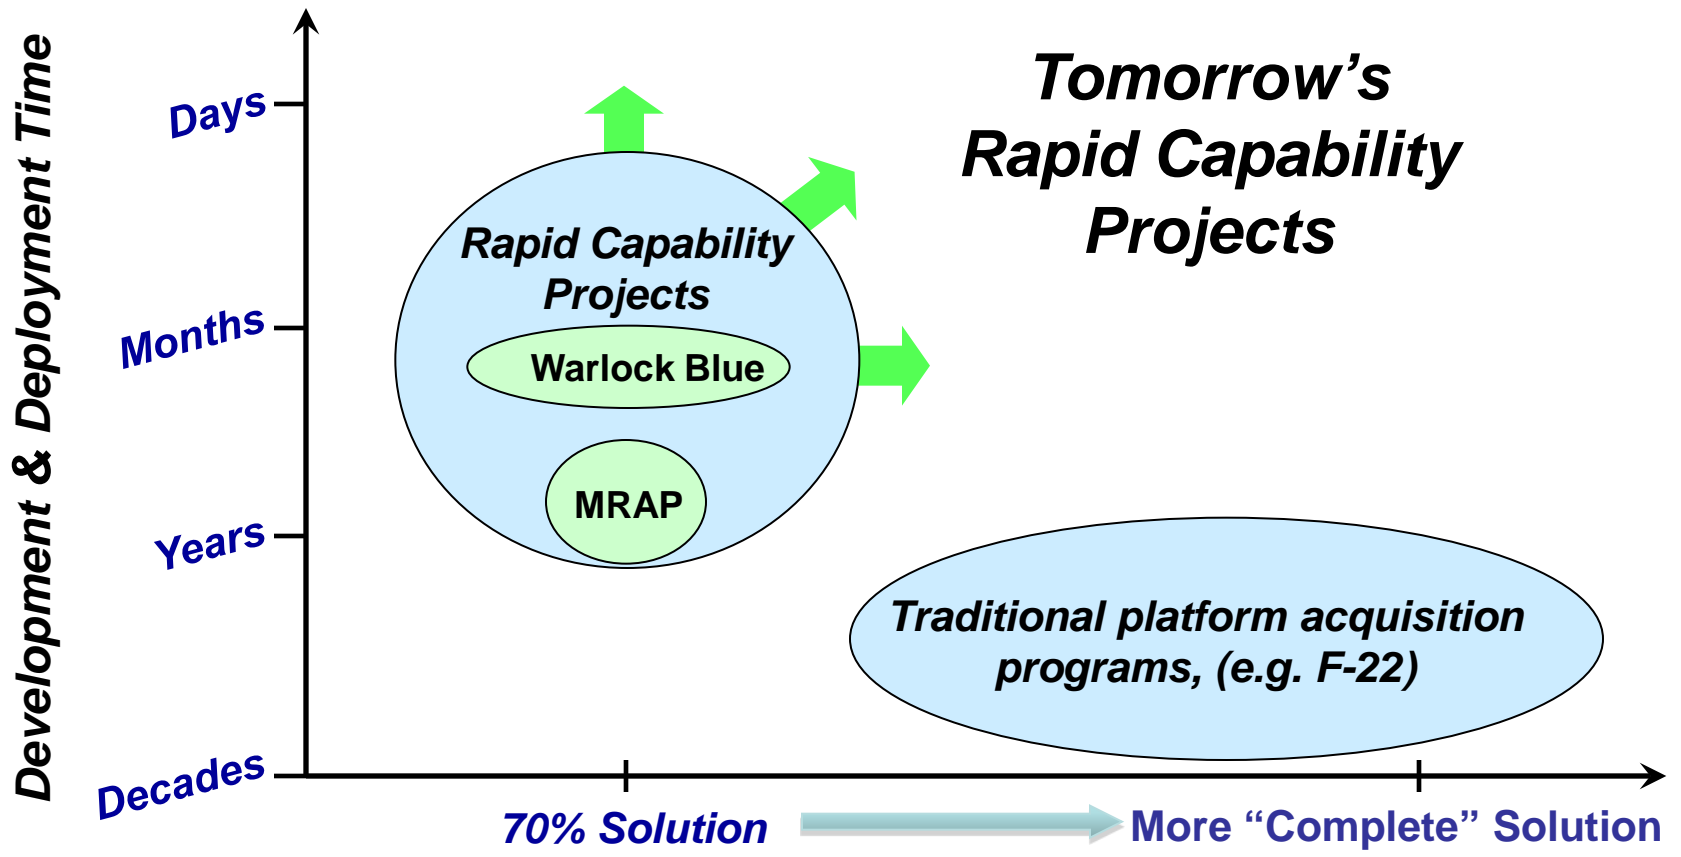 Development & Deployment Time
Days
Months
Years
Decades
Tomorrow’s
Rapid Capability
Projects
Rapid Capability
Projects
Warlock Blue
MRAP
Traditional platform acquisition
programs, (e.g. F-22)
70% Solution
More “Complete” Solution